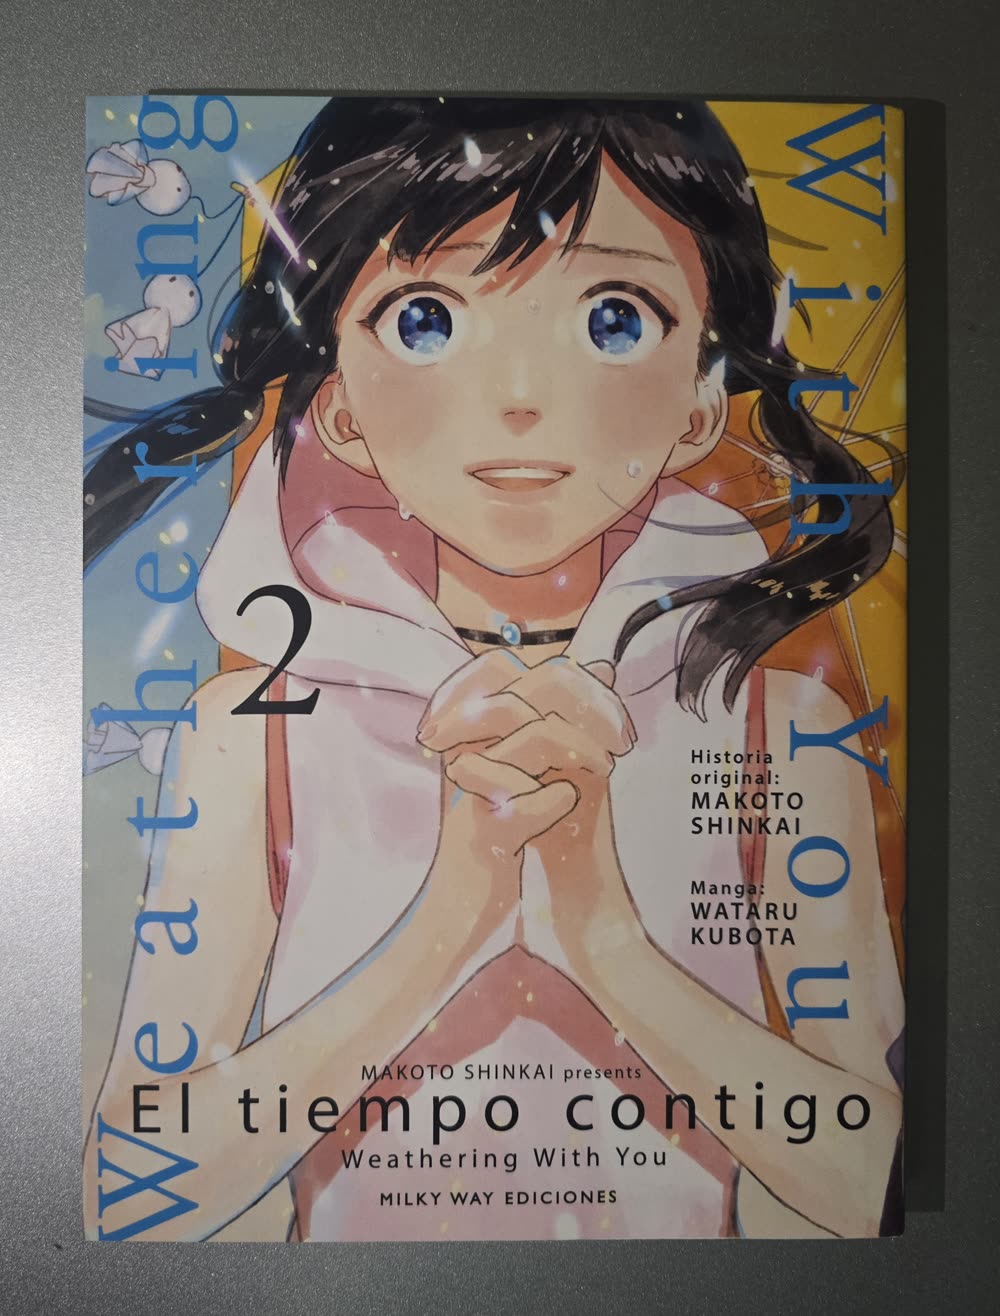 Weathering
With You
2
Historia
original:
MAKOTO
SHINKAI
Manga:
WATARU
KUBOTA
MAKOTO SHINKAI presents
El tiempo contigo
Weathering With You
MILKY WAY EDICIONES